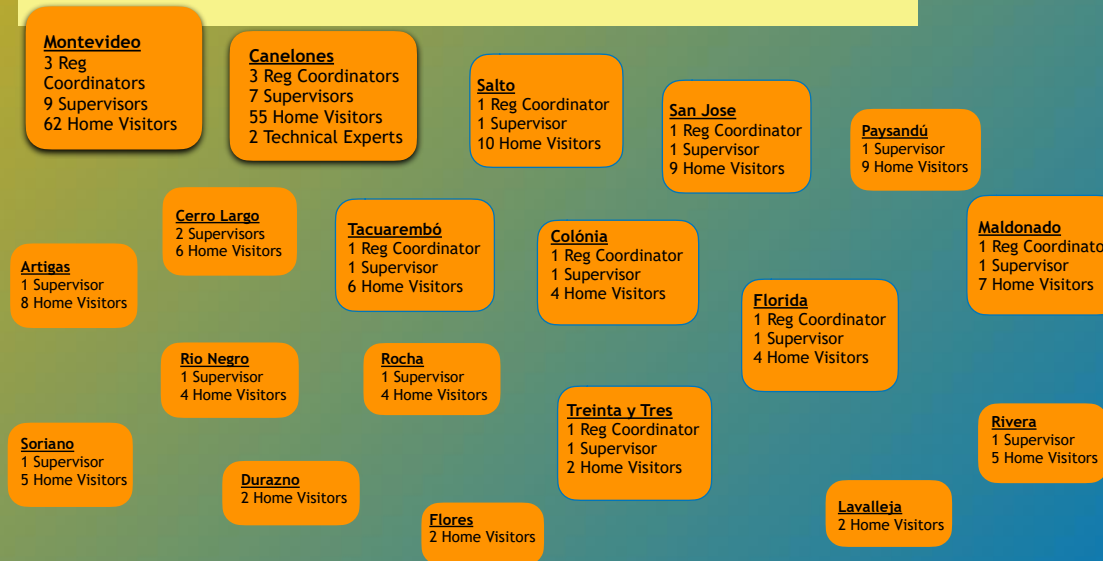 Montevideo
3 Reg
Coordinators
9 Supervisors
62 Home Visitors
Canelones
3 Reg Coordinators
7 Supervisors
55 Home Visitors
2 Technical Experts
Salto
1 Reg Coordinator
1 Supervisor
10 Home Visitors
San Jose
1 Reg Coordinator
1 Supervisor
9 Home Visitors
Paysandú
1 Supervisor
9 Home Visitors
Cerro Largo
2 Supervisors
6 Home Visitors
Tacuarembó
1 Reg Coordinator
1 Supervisor
6 Home Visitors
Colónia
1 Reg Coordinator
1 Supervisor
4 Home Visitors
Maldonado
1 Reg Coordinato
1 Supervisor
7 Home Visitors
Artigas
1 Supervisor
8 Home Visitors
Florida
1 Reg Coordinator
1 Supervisor
4 Home Visitors
Rio Negro
1 Supervisor
4 Home Visitors
Rocha
1 Supervisor
4 Home Visitors
Treinta y Tres
1 Reg Coordinator
1 Supervisor
2 Home Visitors
Rivera
1 Supervisor
5 Home Visitors
Soriano
1 Supervisor
5 Home Visitors
Durazno
2 Home Visitors
Flores
2 Home Visitors
Lavalleja
2 Home Visitors